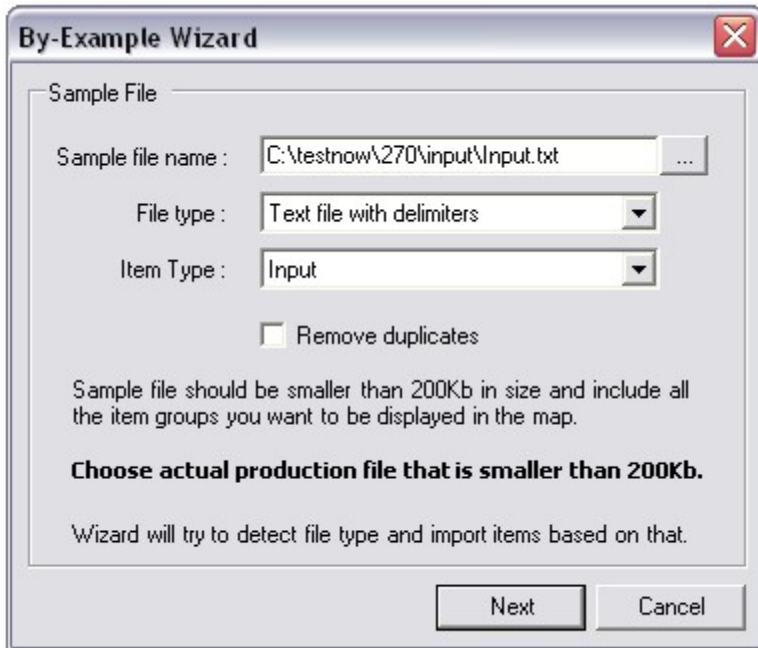 By-Example Wizard
Sample File
Sample file name : C:\testnow\270\input\Input.txt ...
File type : Text file with delimiters
Item Type : Input
Remove duplicates
Sample file should be smaller than 200Kb in size and include all
the item groups you want to be displayed in the map.
Choose actual production file that is smaller than 200Kb.
Wizard will try to detect file type and import items based on that.
Next Cancel